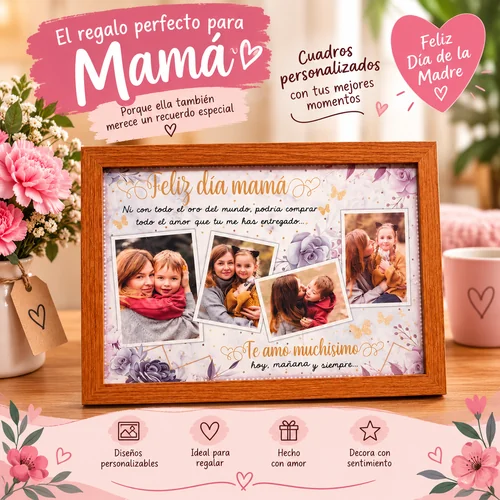 El regalo perfecto para
Mamá
Porque ella también
merece un recuerdo especial
Cuadros
personalizados
con tus mejores
momentos
Feliz
Día de la
Madre
Feliz día mamá
Ni con todo el oro del mundo, podría comprar
todo el amor que tu me has entregado...
Te amo muchísimo
hoy, mañana y siempre...
Diseños
personalizables
Ideal para
regalar
Hecho
con amor
Decora con
sentimiento